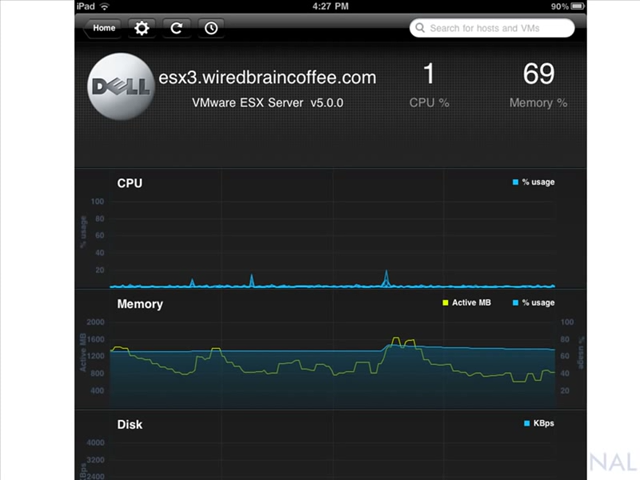 iPad 4:27 PM 90%
Home Search for hosts and VMs
DELL
esx3.wiredbraincoffee.com
VMware ESX Server v5.0.0
1
CPU %
69
Memory %
CPU
% usage
100
80
60
40
20
% usage
Memory
Active MB % usage
2000
1600
1200
800
400
Active MB
100
80
60
40
20
% usage
Disk
KBps
4000
3200
2400
KBps
NAL